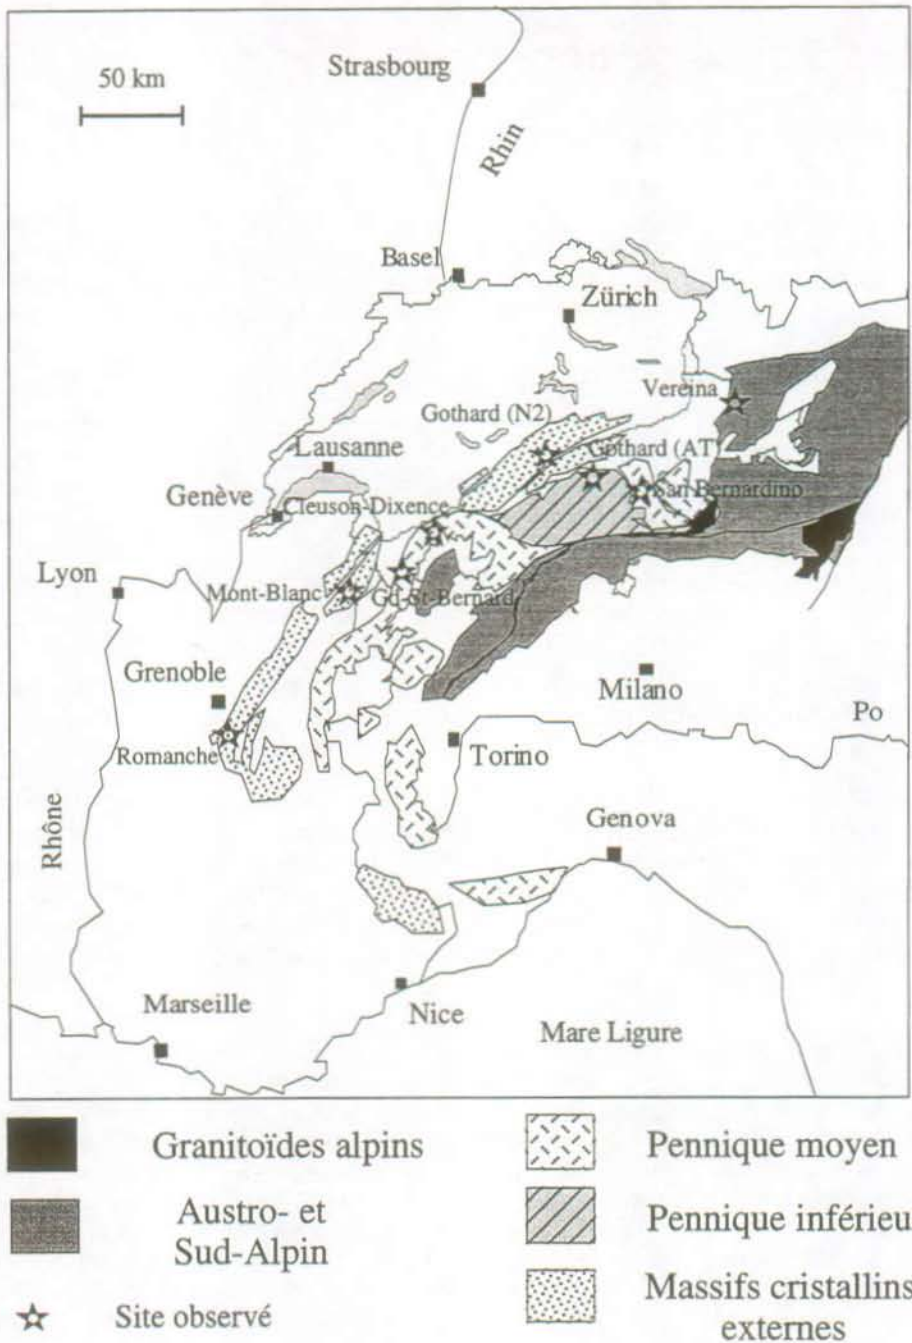 50 km
Strasbourg
Rhin
Basel
Zürich
Vereina
Gothard (N2)
Gothard (AT)
Lausanne
San Bernardino
Genève
Cleuson-Dixence
Lyon
Mont-Blanc
Gd-St-Bernard
Grenoble
Milano
Po
Romanche
Torino
Rhône
Genova
Marseille
Nice
Mare Ligure
Granitoïdes alpins
Pennique moyen
Austro- et
Sud-Alpin
Pennique inférieu
Massifs cristallins
externes
Site observé